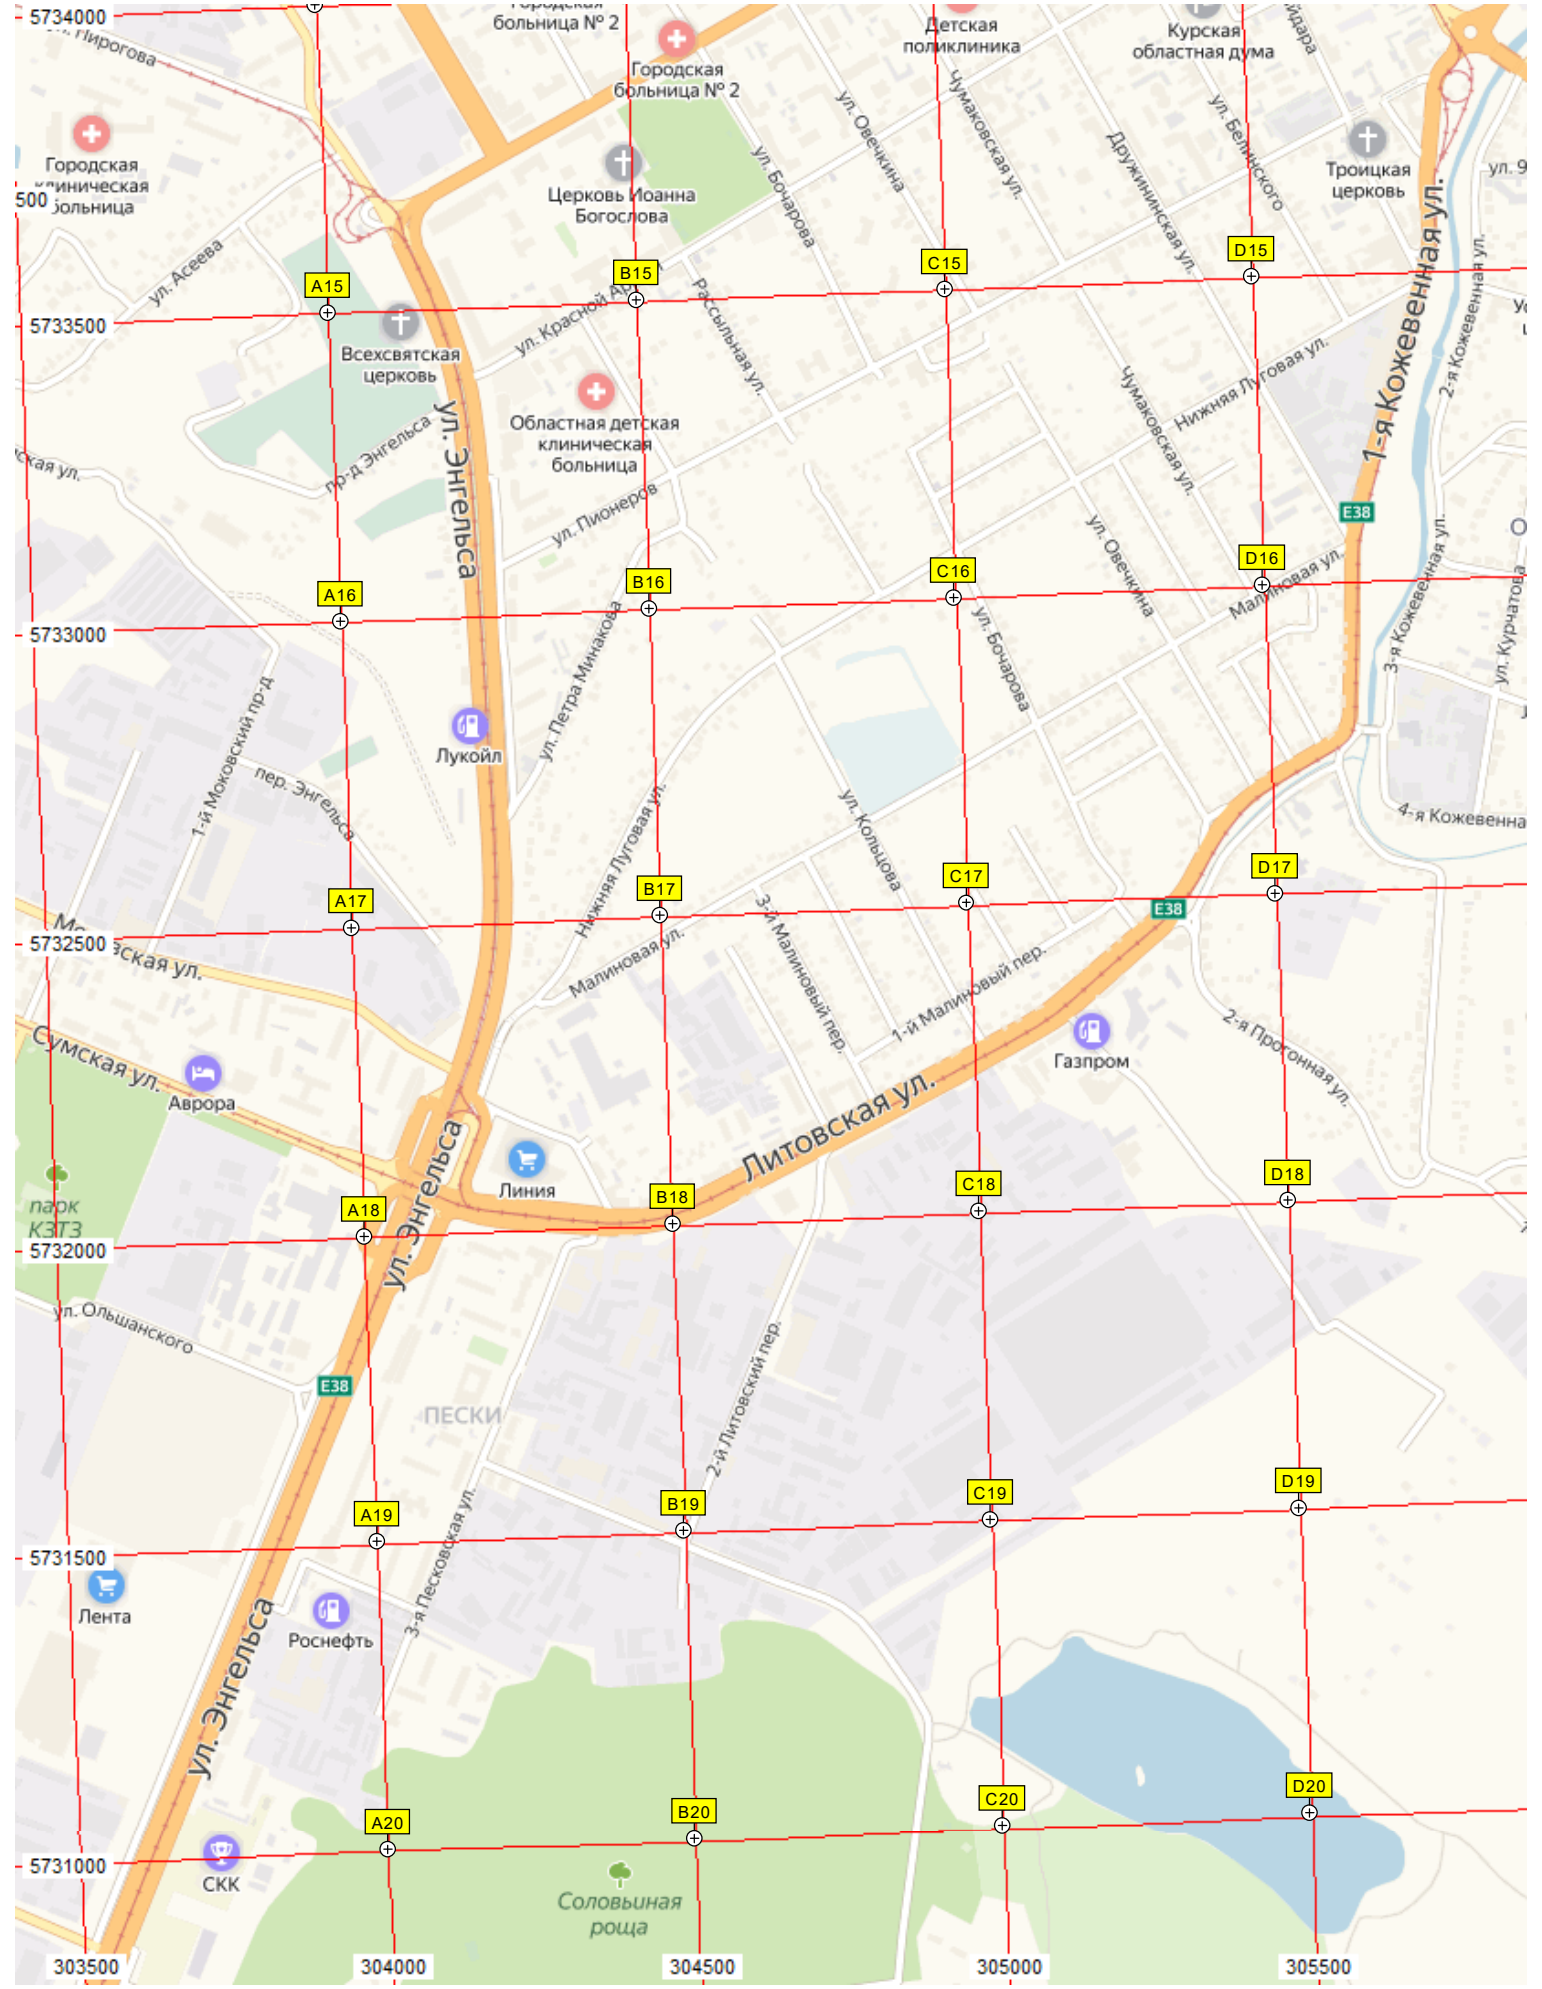 5734000
больница № 2
Городская
больница № 2
Детская
поликлиника
Курская
областная дума
ул. Пирогова
Городская
клиническая
больница
500
ул. Овечкина
Чумаковская ул.
ул. Белинского
Дружининская ул.
ул. Бочарова
Троицкая
церковь
ул. 9
Церковь Иоанна
Богослова
1-я Кожевенная ул.
2-я Кожевенная ул.
ул. Асеева
A15
B15
C15
D15
5733500
ул. Красной
Рассыльная ул.
Всехсвятская
церковь
ул. Энгельса
пр-д Энгельса
Областная детская
клиническая
больница
Нижняя Луговая ул.
Чумаковская ул.
ул. Пионеров
E38
ул. Овечкина
3-я Кожевенная ул.
ул. Курчатова
A16
B16
C16
D16
5733000
Малиновая ул.
ул. Бочарова
ул. Петра Минакова
1-й Моковский пр-д
Лукойл
пер. Энгельса
Нижняя Луговая ул.
ул. Кольцова
4-я Кожевенна
A17
B17
C17
D17
5732500
E38
3-й Малиновый пер.
Малиновая ул.
1-й Малиновый пер.
Сумская ул.
Аврора
Газпром
2-я Прогонная ул.
Литовская ул.
ул. Энгельса
Линия
парк
КЗТЗ
A18
B18
C18
D18
5732000
ул. Ольшанского
E38
ПЕСКИ
2-й Литовский пер.
A19
B19
C19
D19
5731500
3-я Песковская ул.
Лента
Роснефть
ул. Энгельса
A20
B20
C20
D20
5731000
СКК
Соловьиная
роща
303500
304000
304500
305000
305500